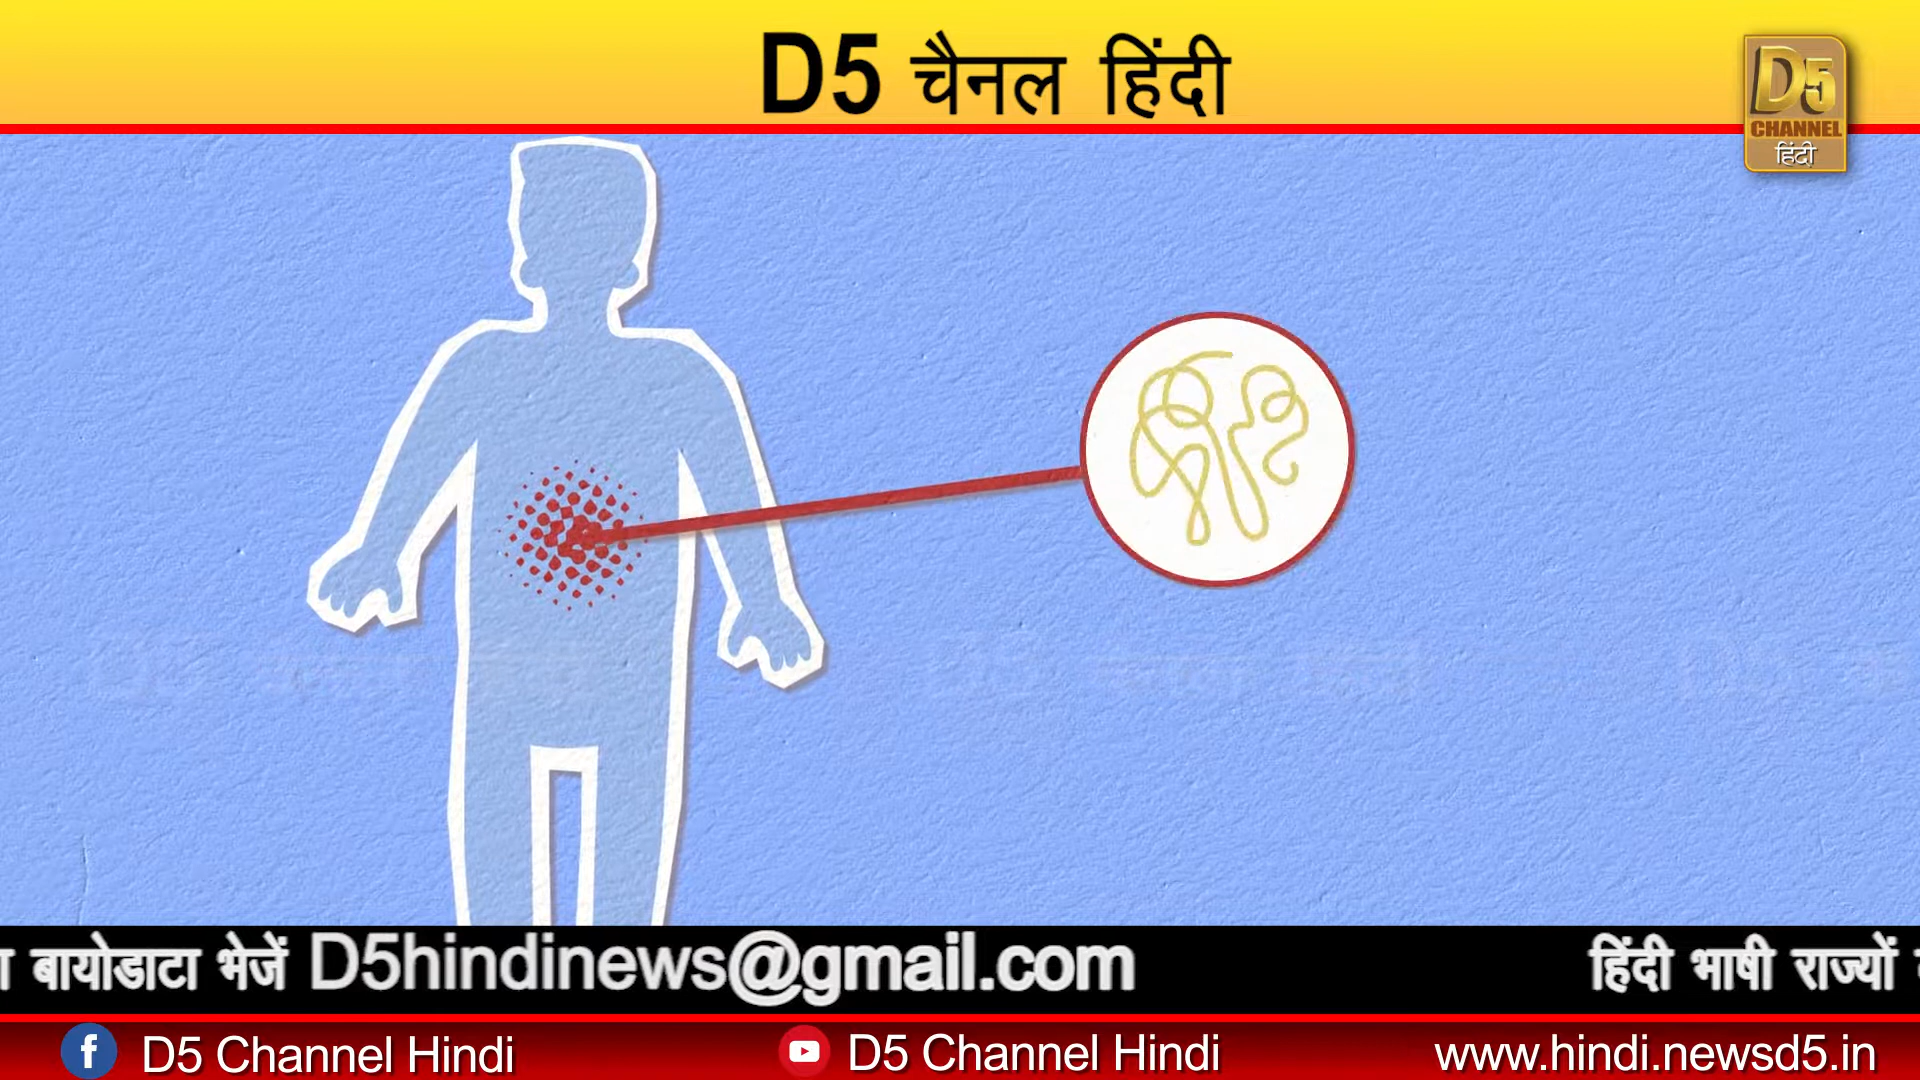 D5 चैनल हिंदी
D5
CHANNEL
हिंदी
बायोडाटा भेजें D5hindinews@gmail.com
हिंदी भाषी राज्यों
D5 Channel Hindi
D5 Channel Hindi
www.hindi.newsd5.in